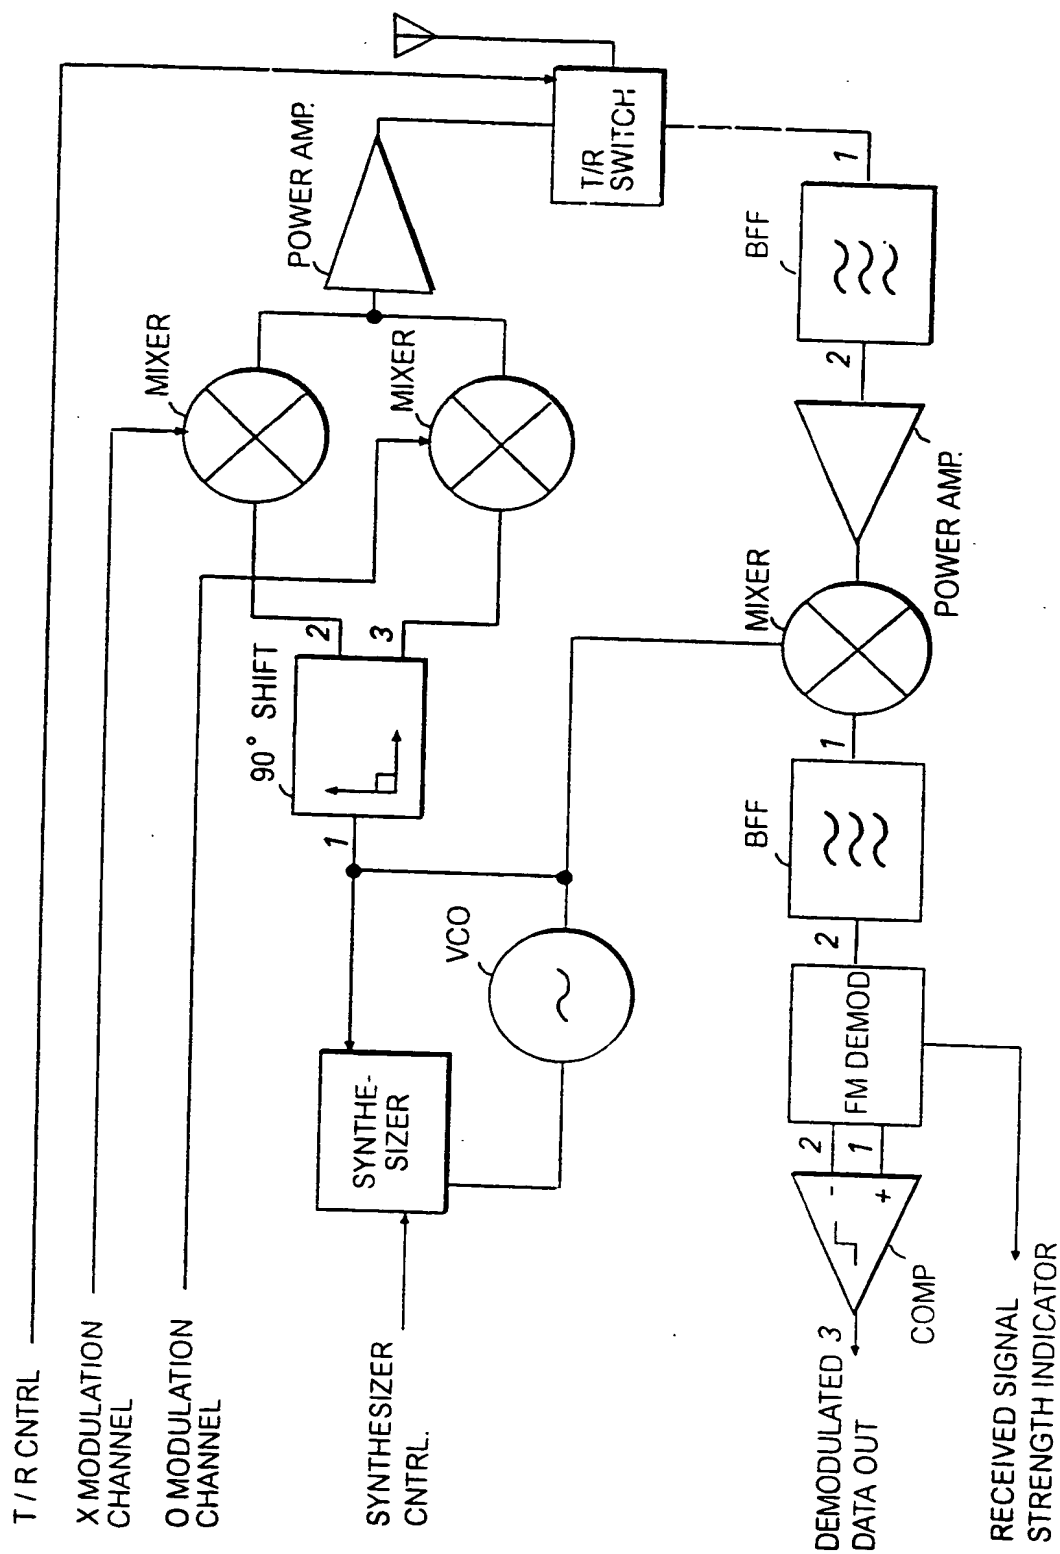 T / R CNTRL
X MODULATION
CHANNEL
O MODULATION
CHANNEL
SYNTHESIZER
CNTRL.
SYNTHE-
SIZER
VCO
90° SHIFT
1
2
3
MIXER
MIXER
POWER AMP.
T/R
SWITCH
1
BFF
2
POWER AMP.
MIXER
1
BFF
2
FM DEMOD
2
1
-
+
COMP
DEMODULATED 3
DATA OUT
RECEIVED SIGNAL
STRENGTH INDICATOR